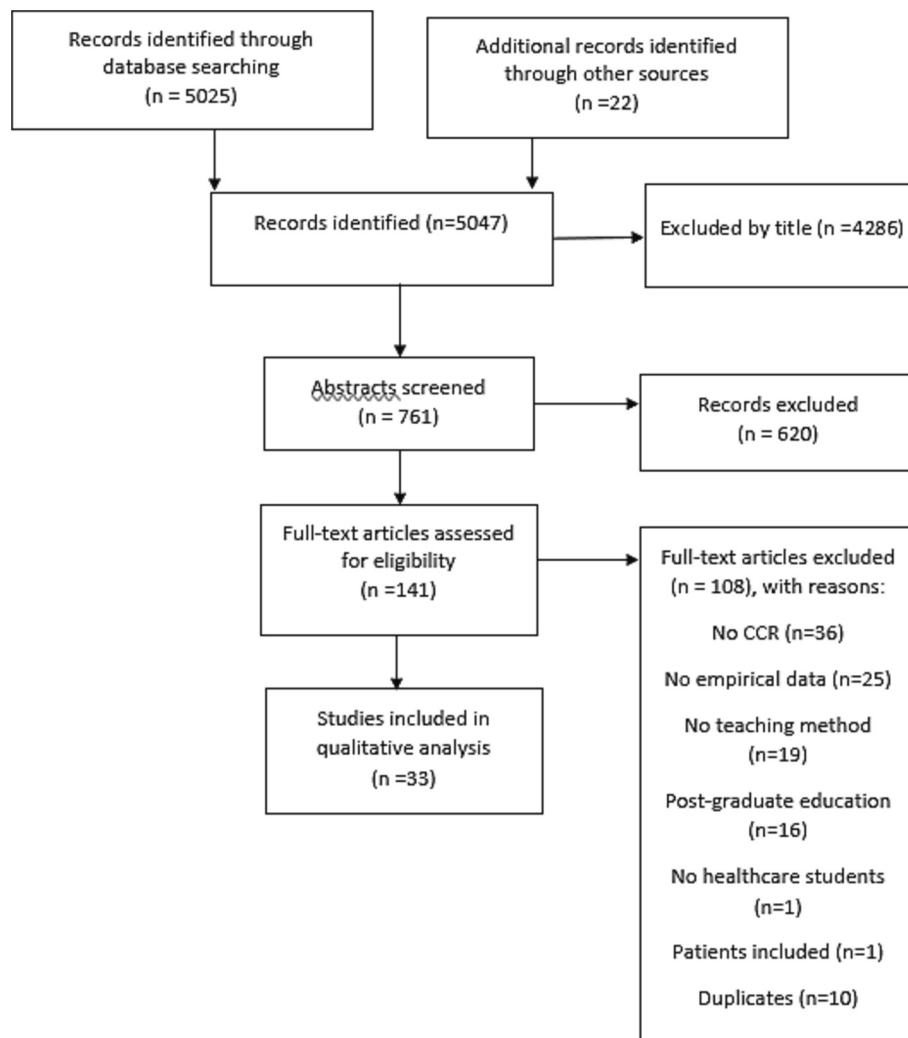 Records identified through
database searching
(n = 5025)
Additional records identified
through other sources
(n =22)
Records identified (n=5047)
Excluded by title (n =4286)
Abstracts screened
(n = 761)
Records excluded
(n = 620)
Full-text articles assessed
for eligibility
(n =141)
Full-text articles excluded
(n = 108), with reasons:
No CCR (n=36)
No empirical data (n=25)
No teaching method
(n=19)
Post-graduate education
(n=16)
No healthcare students
(n=1)
Patients included (n=1)
Duplicates (n=10)
Studies included in
qualitative analysis
(n =33)